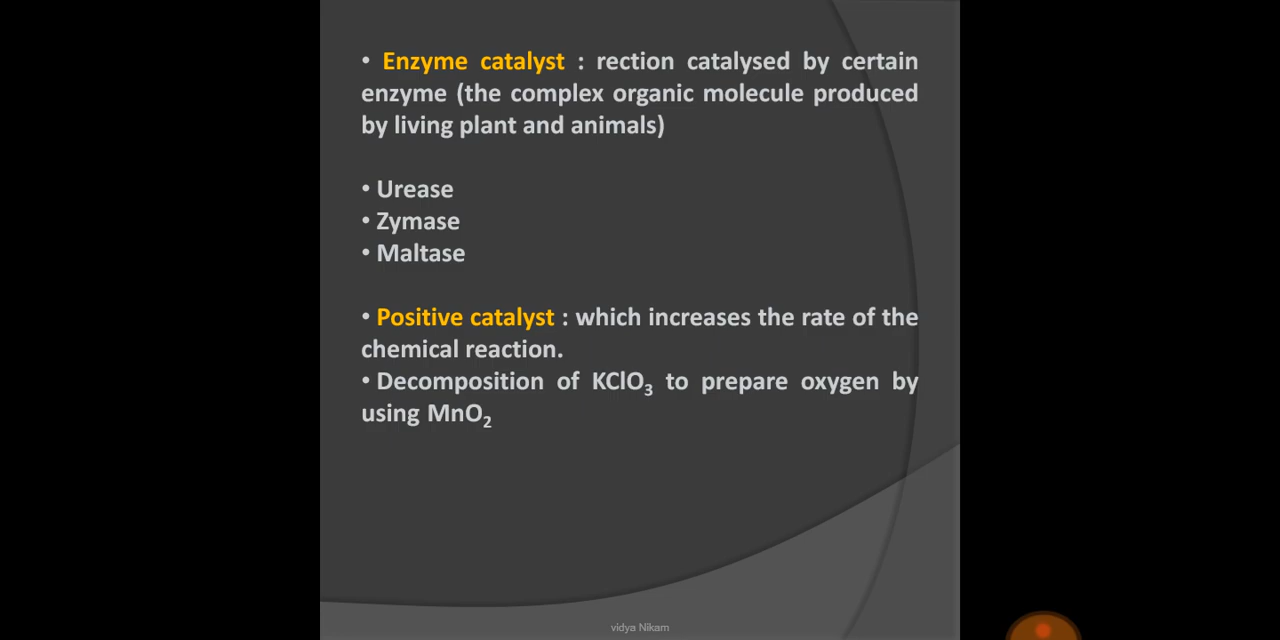 • Enzyme catalyst : rection catalysed by certain
enzyme (the complex organic molecule produced
by living plant and animals)
• Urease
• Zymase
• Maltase
• Positive catalyst : which increases the rate of the
chemical reaction.
• Decomposition of KClO₃ to prepare oxygen by
using MnO₂
vidya Nikam